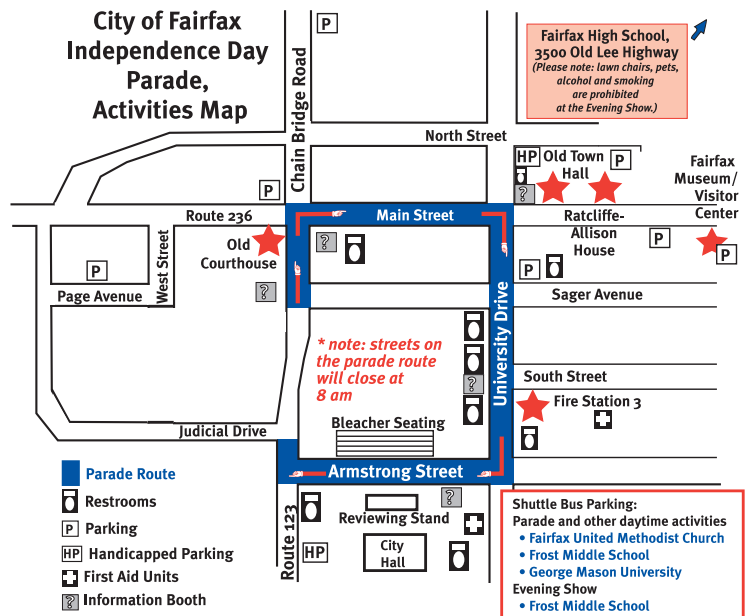 City of Fairfax
Independence Day
Parade,
Activities Map
Chain Bridge Road
P
Fairfax High School,
3500 Old Lee Highway
(Please note: lawn chairs, pets,
alcohol and smoking
are prohibited
at the Evening Show.)
North Street
HP
Old Town
Hall
P
?
Fairfax
Museum/
Visitor
Center
P
Route 236
Main Street
Ratcliffe-
Allison
House
P
P
Old
Courthouse
?
West Street
P
Page Avenue
?
P
Sager Avenue
University Drive
* note: streets on
the parade route
will close at
8 am
?
South Street
Fire Station 3
Bleacher Seating
Judicial Drive
Armstrong Street
Parade Route
Restrooms
P
Parking
HP
Handicapped Parking
First Aid Units
?
Information Booth
Route 123
?
Reviewing Stand
HP
City
Hall
Shuttle Bus Parking:
Parade and other daytime activities
• Fairfax United Methodist Church
• Frost Middle School
• George Mason University
Evening Show
• Frost Middle School